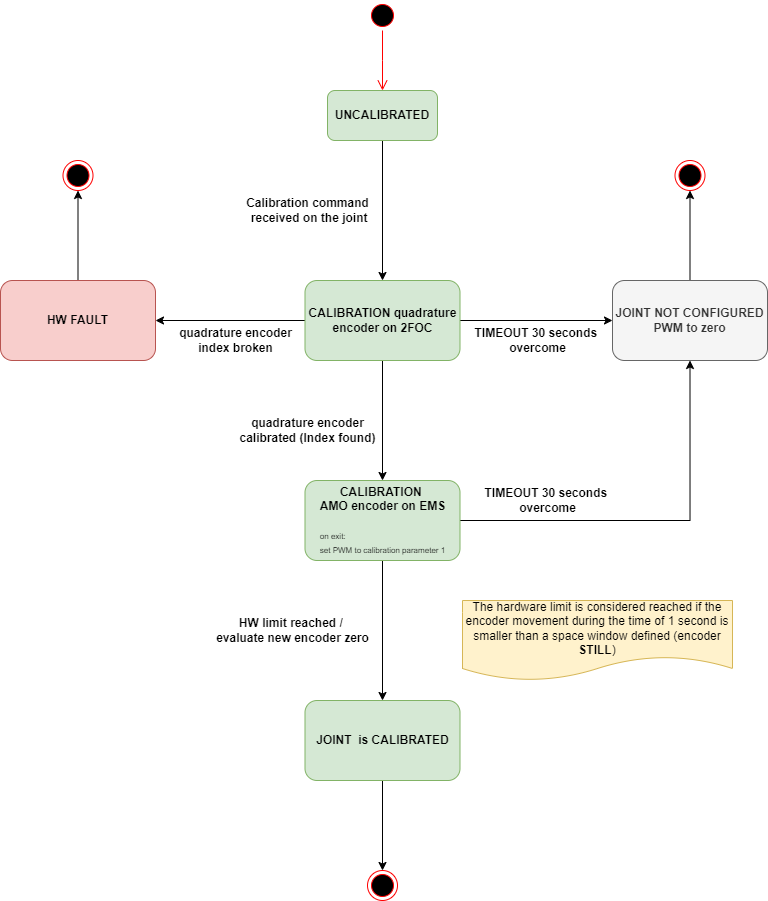 UNCALIBRATED
Calibration command
received on the joint
HW FAULT
quadrature encoder
index broken
CALIBRATION quadrature
encoder on 2FOC
TIMEOUT 30 seconds
overcome
JOINT NOT CONFIGURED
PWM to zero
quadrature encoder
calibrated (Index found)
CALIBRATION
AMO encoder on EMS
on exit:
set PWM to calibration parameter 1
TIMEOUT 30 seconds
overcome
HW limit reached /
evaluate new encoder zero
The hardware limit is considered reached if the
encoder movement during the time of 1 second is
smaller than a space window defined (encoder
STILL)
JOINT is CALIBRATED